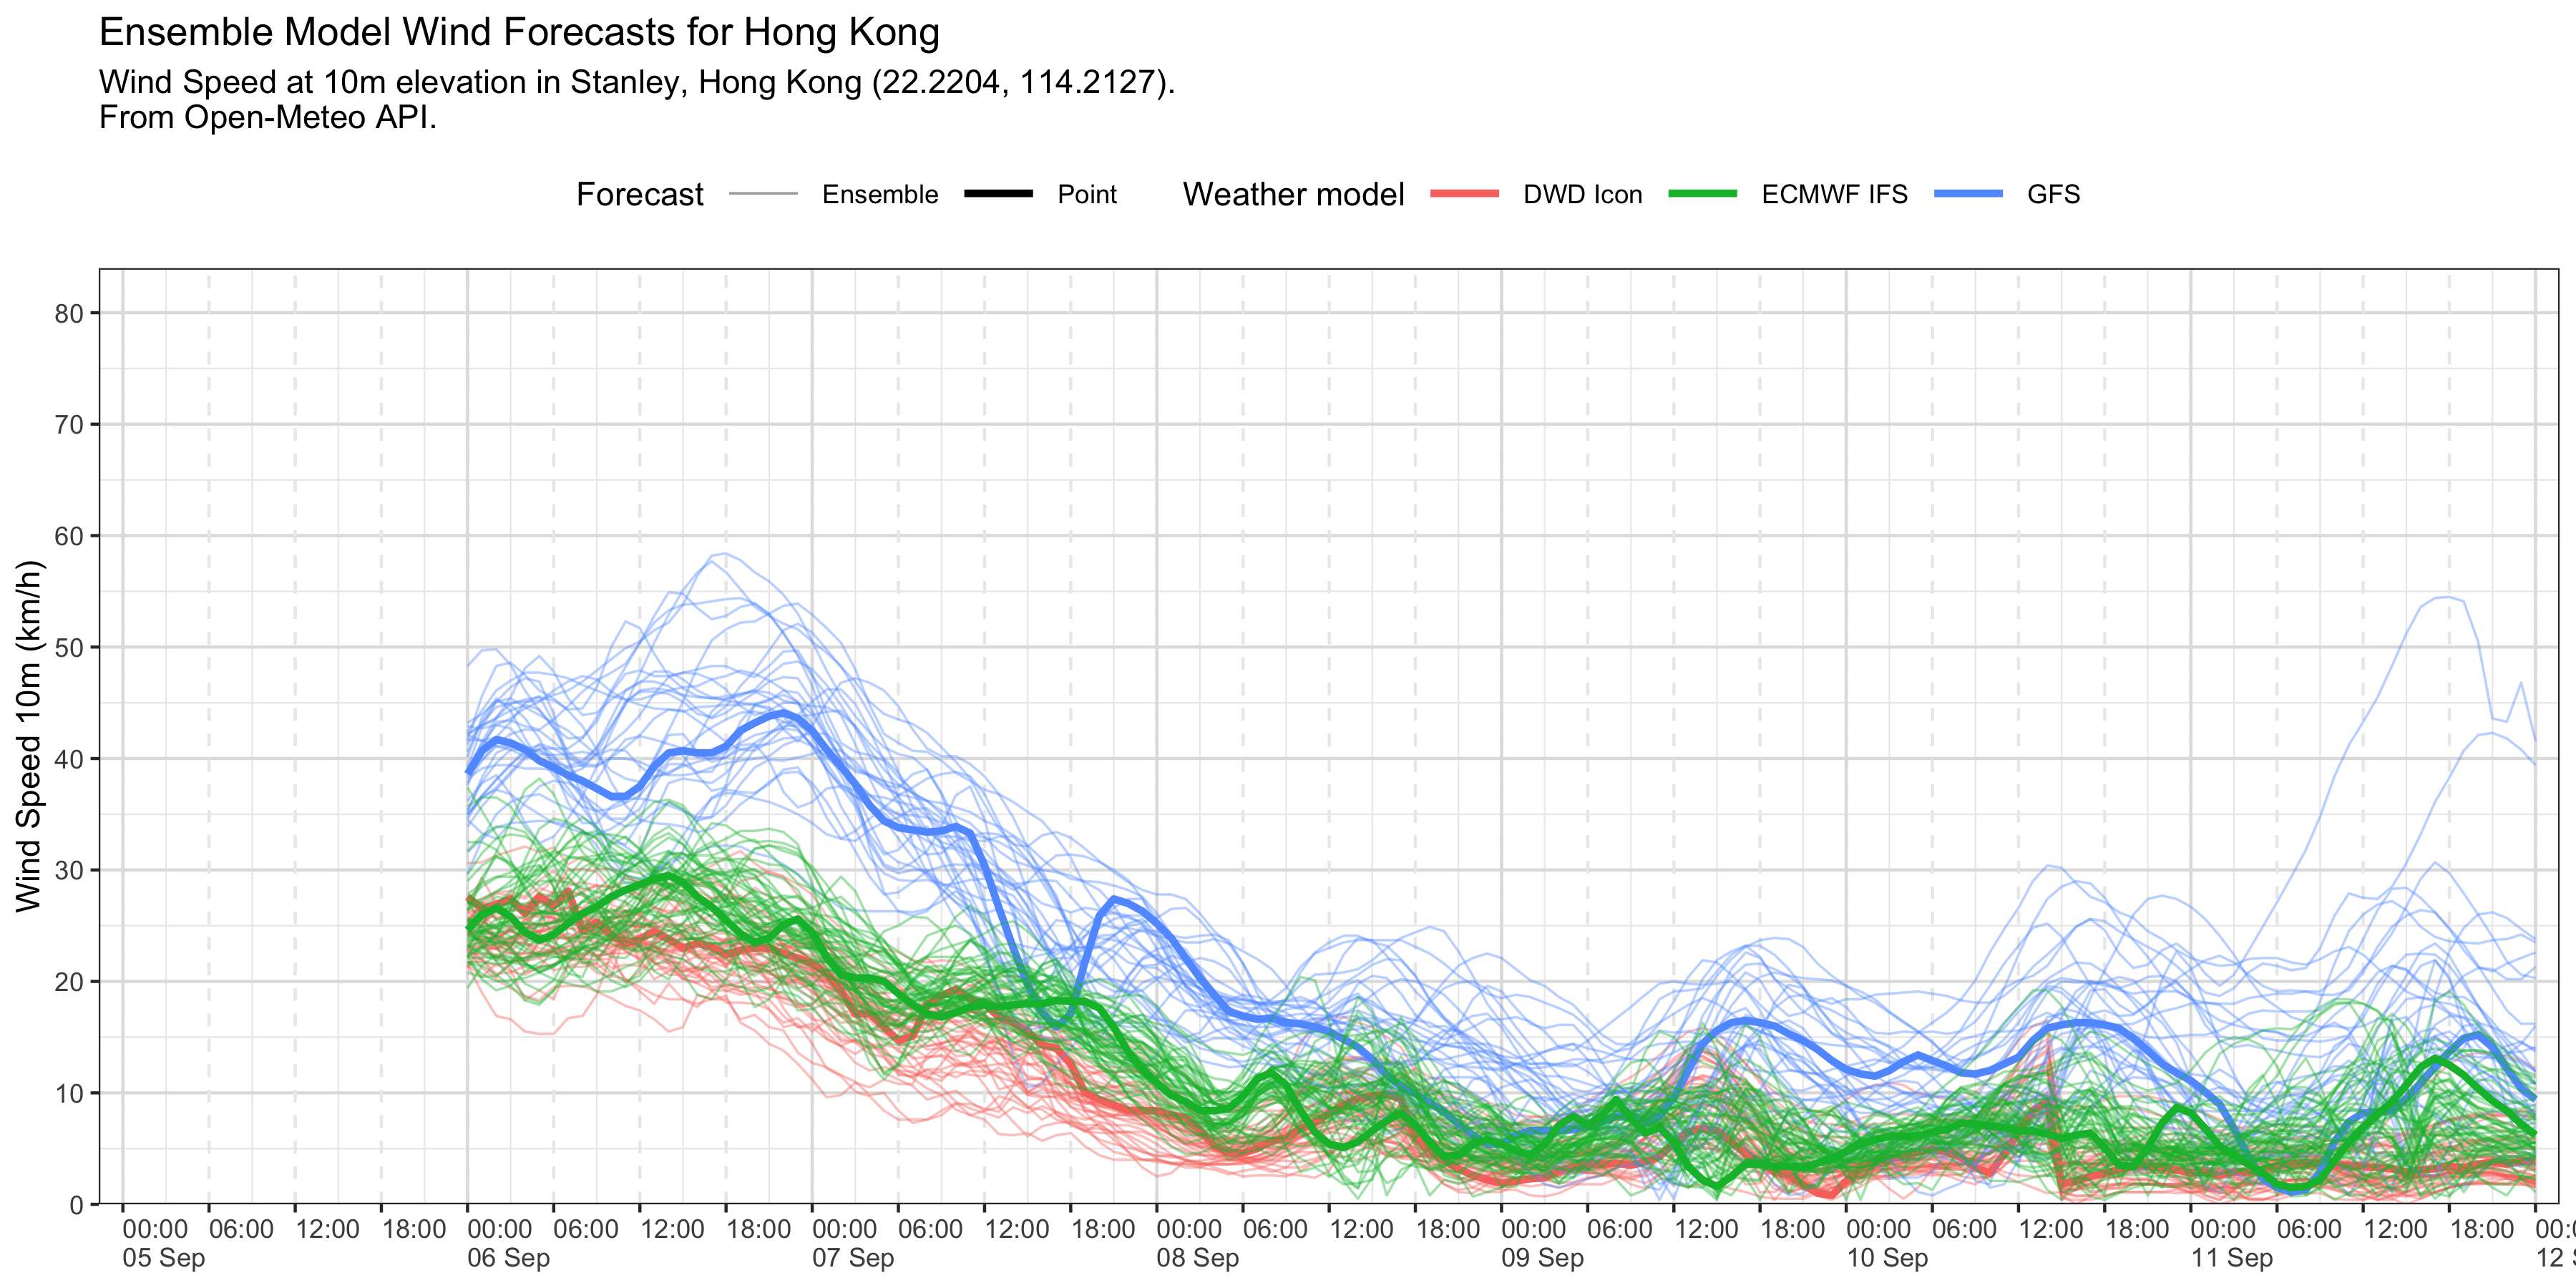 Ensemble Model Wind Forecasts for Hong Kong
Wind Speed at 10m elevation in Stanley, Hong Kong (22.2204, 114.2127).
From Open-Meteo API.
Forecast Ensemble Point Weather model DWD Icon ECMWF IFS GFS
Wind Speed 10m (km/h)
80
70
60
50
40
30
20
10
0
00:00 06:00 12:00 18:00 00:00 06:00 12:00 18:00 00:00 06:00 12:00 18:00 00:00 06:00 12:00 18:00 00:00 06:00 12:00 18:00 00:00 06:00 12:00 18:00 00:00 06:00 12:00 18:00
05 Sep 06 Sep 07 Sep 08 Sep 09 Sep 10 Sep 11 Sep 12